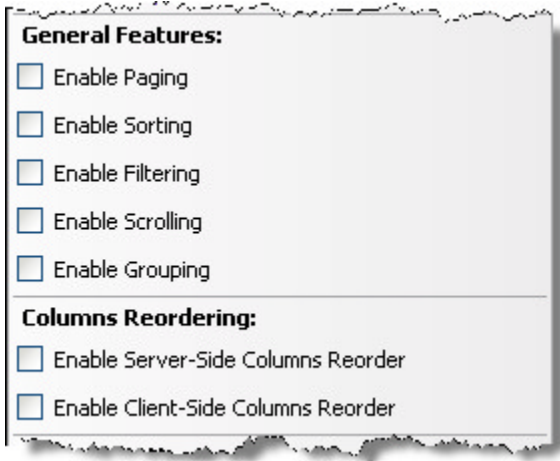 General Features:
Enable Paging
Enable Sorting
Enable Filtering
Enable Scrolling
Enable Grouping
Columns Reordering:
Enable Server-Side Columns Reorder
Enable Client-Side Columns Reorder